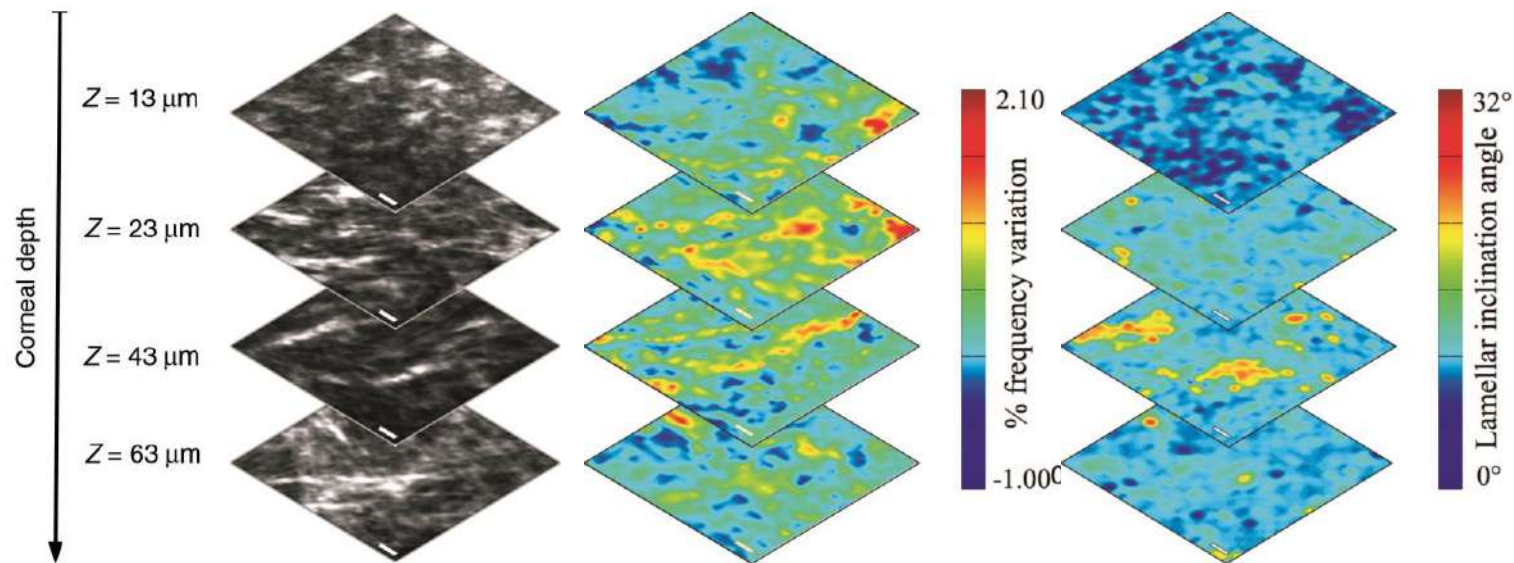 Corneal depth
Z = 13 μm
Z = 23 μm
Z = 43 μm
Z = 63 μm
2.10
% frequency variation
-1.000
32°
Lamellar inclination angle
0°